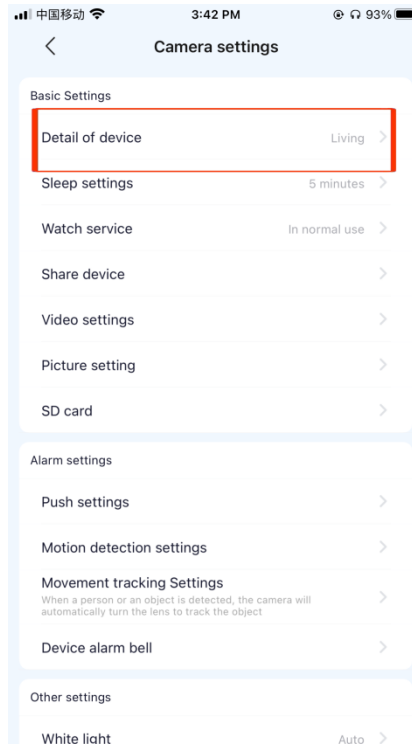 中国移动 3:42 PM 93%
Camera settings
Basic Settings
Detail of device Living
Sleep settings 5 minutes
Watch service In normal use
Share device
Video settings
Picture setting
SD card
Alarm settings
Push settings
Motion detection settings
Movement tracking Settings
When a person or an object is detected, the camera will
automatically turn the lens to track the object
Device alarm bell
Other settings
White light Auto